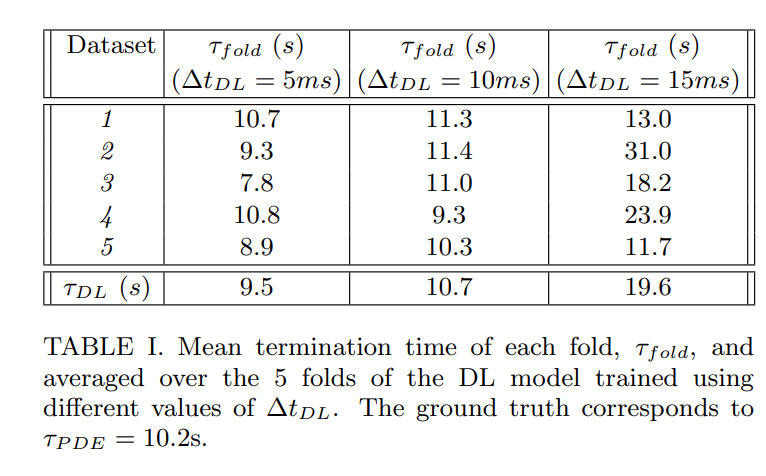 Dataset τ_fold (s) τ_fold (s) τ_fold (s)
(Δt_DL = 5ms) (Δt_DL = 10ms) (Δt_DL = 15ms)
1 10.7 11.3 13.0
2 9.3 11.4 31.0
3 7.8 11.0 18.2
4 10.8 9.3 23.9
5 8.9 10.3 11.7
τ_DL (s) 9.5 10.7 19.6
TABLE I. Mean termination time of each fold, τ_fold, and
averaged over the 5 folds of the DL model trained using
different values of Δt_DL. The ground truth corresponds to
τ_PDE = 10.2s.